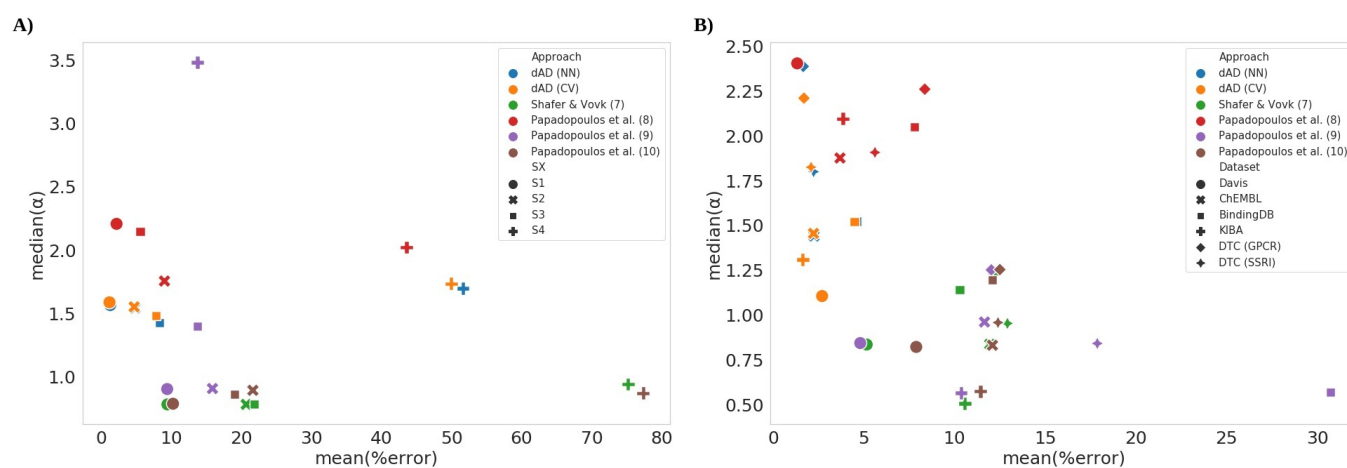 A)
3.5
3.0
2.5
2.0
1.5
1.0
median(α)
0
10
20
30
40
50
60
70
80
mean(%error)
Approach
dAD (NN)
dAD (CV)
Shafer & Vovk (7)
Papadopoulos et al. (8)
Papadopoulos et al. (9)
Papadopoulos et al. (10)
SX
S1
S2
S3
S4
B)
2.50
2.25
2.00
1.75
1.50
1.25
1.00
0.75
0.50
median(α)
0
5
10
15
20
25
30
mean(%error)
Approach
dAD (NN)
dAD (CV)
Shafer & Vovk (7)
Papadopoulos et al. (8)
Papadopoulos et al. (9)
Papadopoulos et al. (10)
Dataset
Davis
ChEMBL
BindingDB
KIBA
DTC (GPCR)
DTC (SSRI)